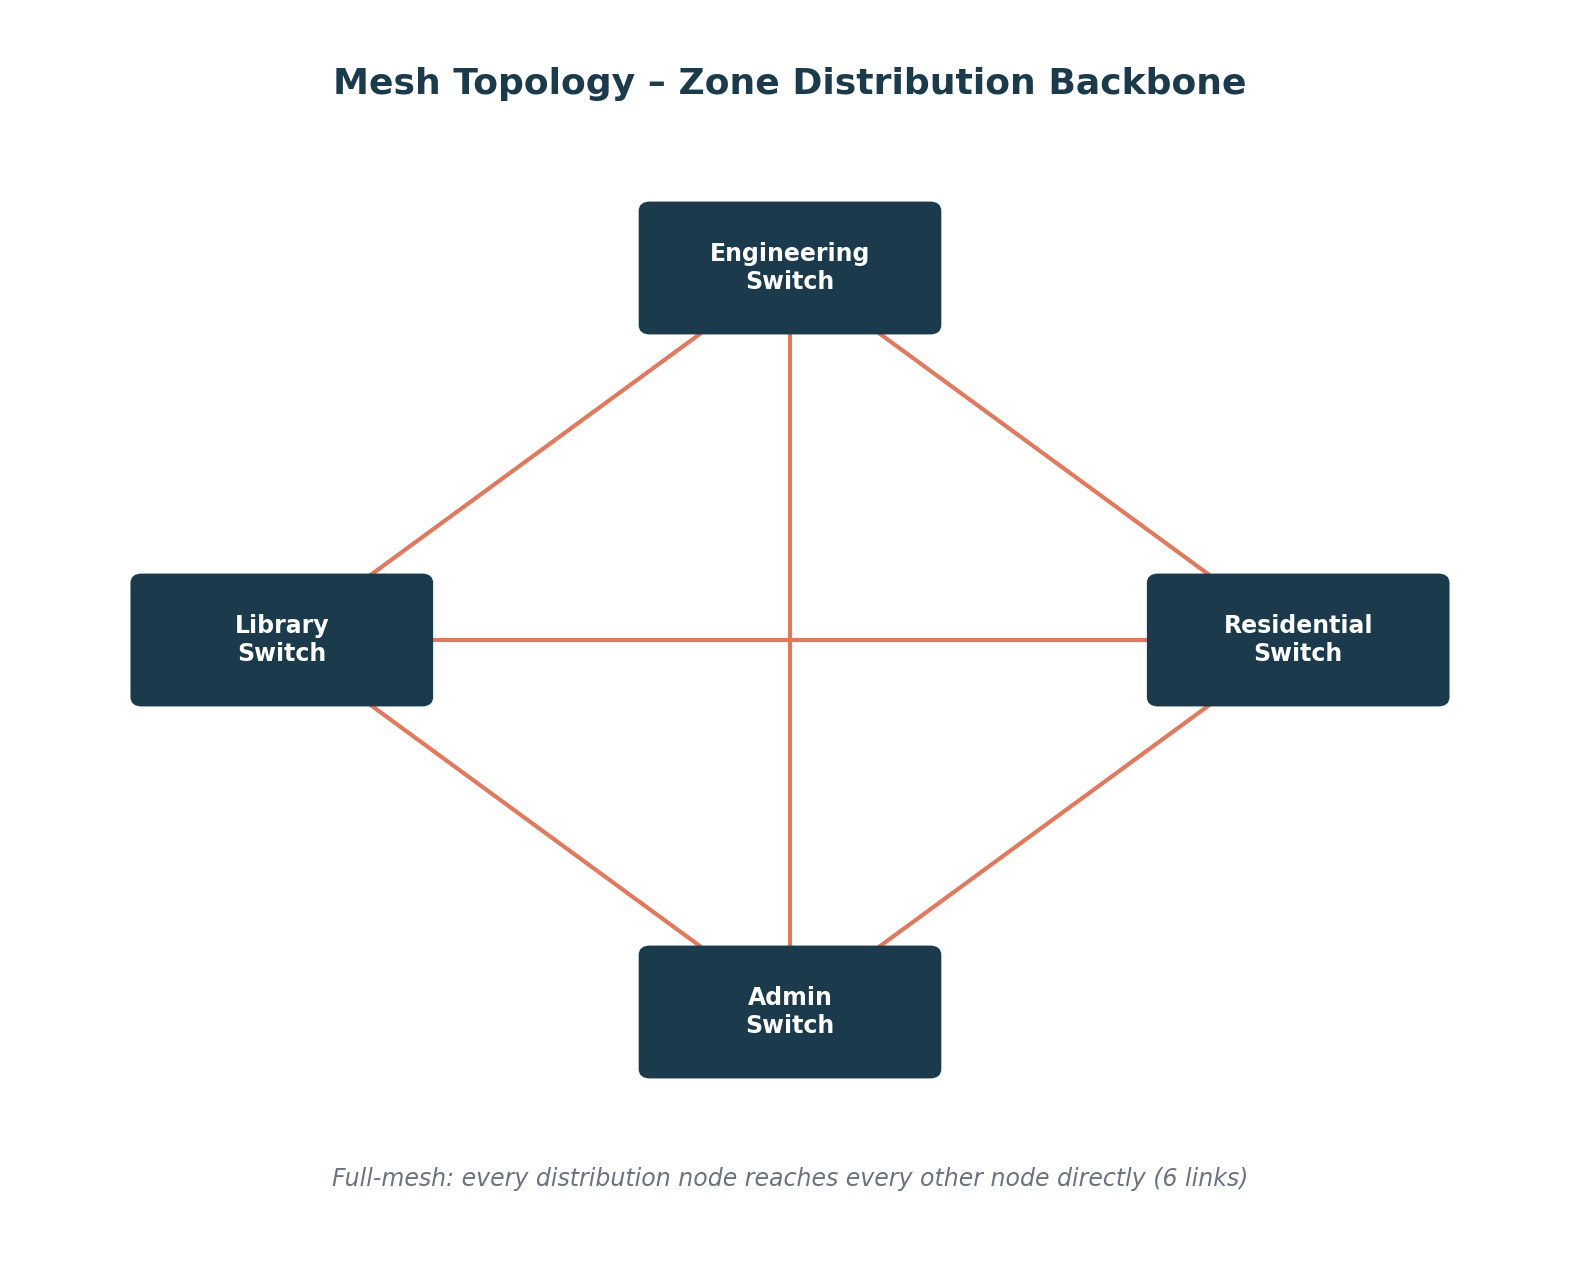 Mesh Topology – Zone Distribution Backbone
Engineering
Switch
Library
Switch
Residential
Switch
Admin
Switch
Full-mesh: every distribution node reaches every other node directly (6 links)